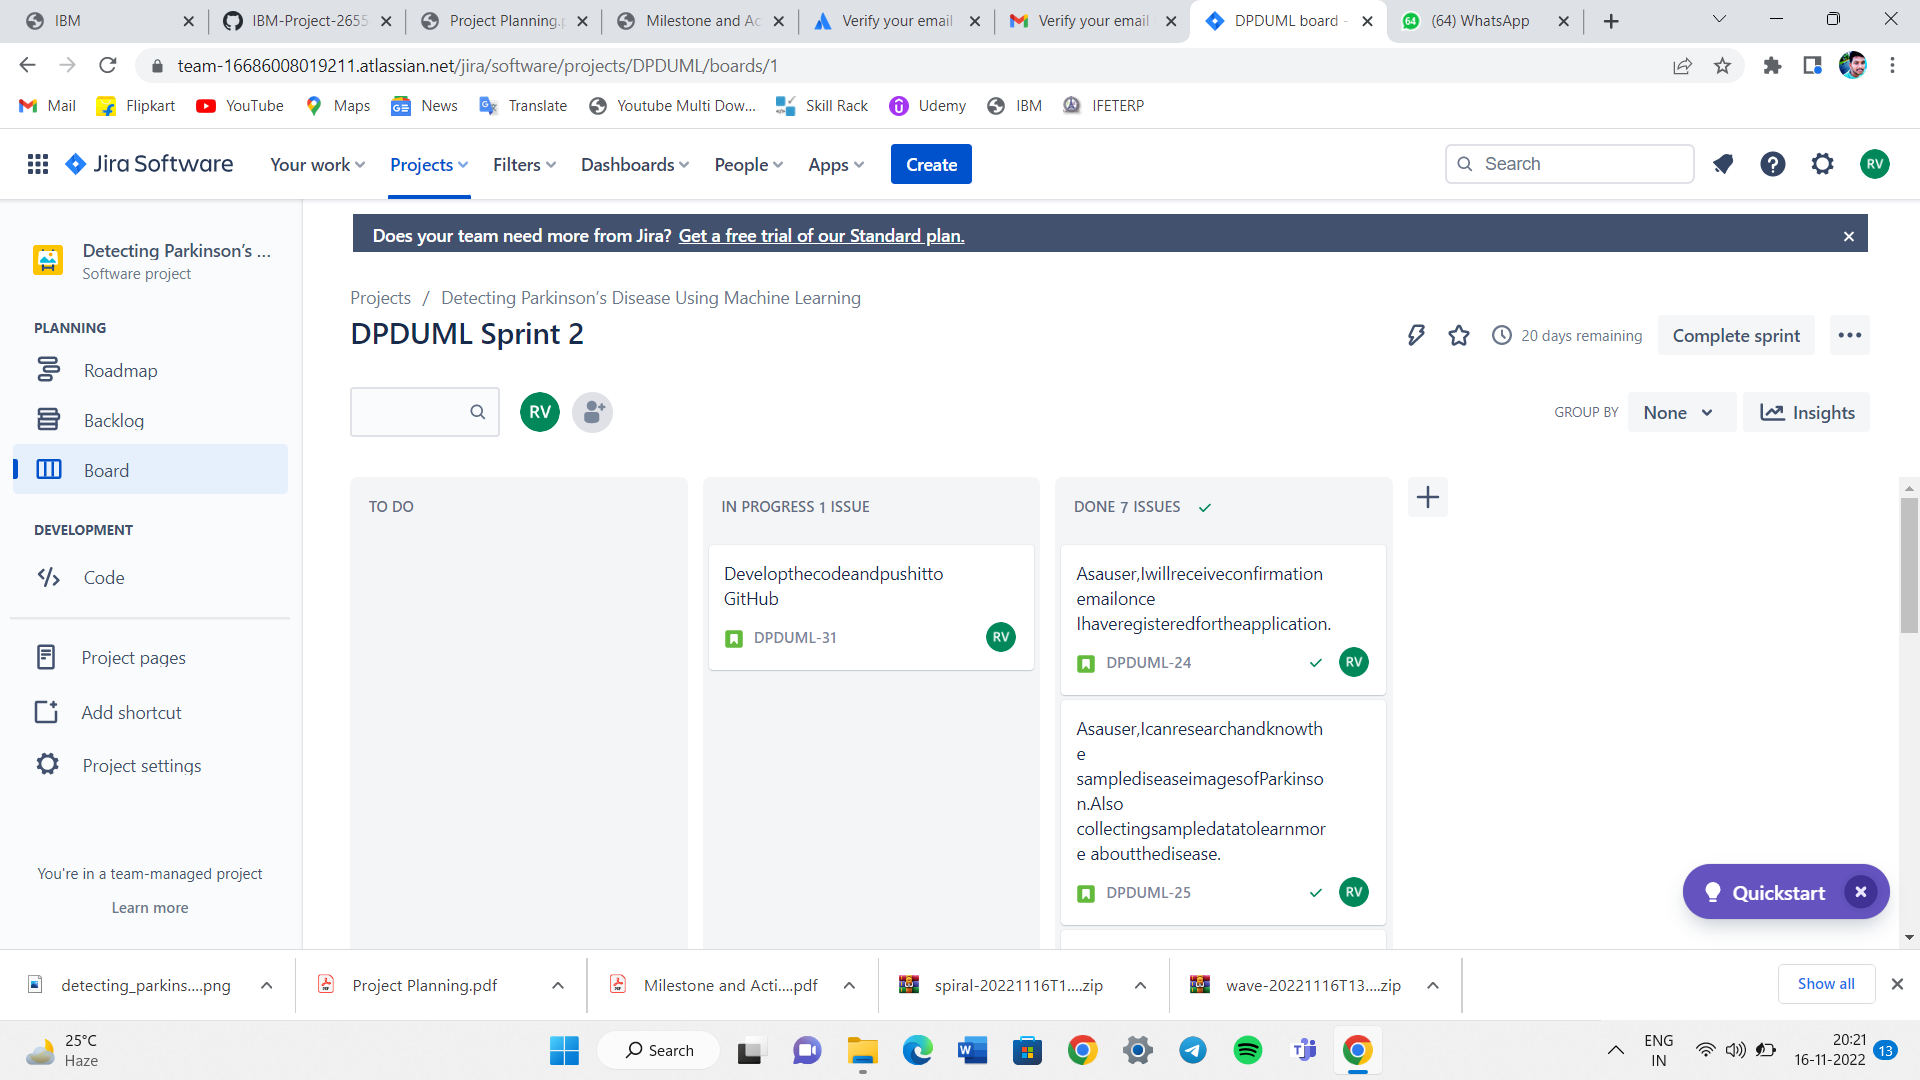 IBM
IBM-Project-2655
Project Planning.p
Milestone and Ac
Verify your email
Verify your email
DPDUML board -
64
(64) WhatsApp
team-16686008019211.atlassian.net/jira/software/projects/DPDUML/boards/1
Mail
Flipkart
YouTube
Maps
News
Translate
Youtube Multi Dow...
Skill Rack
Udemy
IBM
IFETERP
Jira Software
Your work
Projects
Filters
Dashboards
People
Apps
Create
Search
RV
Does your team need more from Jira? Get a free trial of our Standard plan.
Detecting Parkinson’s ...
Software project
PLANNING
Roadmap
Backlog
Board
DEVELOPMENT
Code
Project pages
Add shortcut
Project settings
You're in a team-managed project
Learn more
Projects / Detecting Parkinson’s Disease Using Machine Learning
DPDUML Sprint 2
20 days remaining
Complete sprint
RV
GROUP BY
None
Insights
TO DO
IN PROGRESS 1 ISSUE
Developthecodeandpushitto
GitHub
DPDUML-31
RV
DONE 7 ISSUES
Asauser,Iwillreceiveconfirmation
emailonce
Ihaveregisteredfortheapplication.
DPDUML-24
RV
Asauser,Icanresearchandknowth
e
samplediseaseimagesofParkinso
n.Also
collectingsampledatatolearnmor
e aboutthedisease.
DPDUML-25
RV
Quickstart
detecting_parkins....png
Project Planning.pdf
Milestone and Acti....pdf
spiral-20221116T1....zip
wave-20221116T13....zip
Show all
25°C
Haze
Search
ENG
IN
20:21
16-11-2022
13